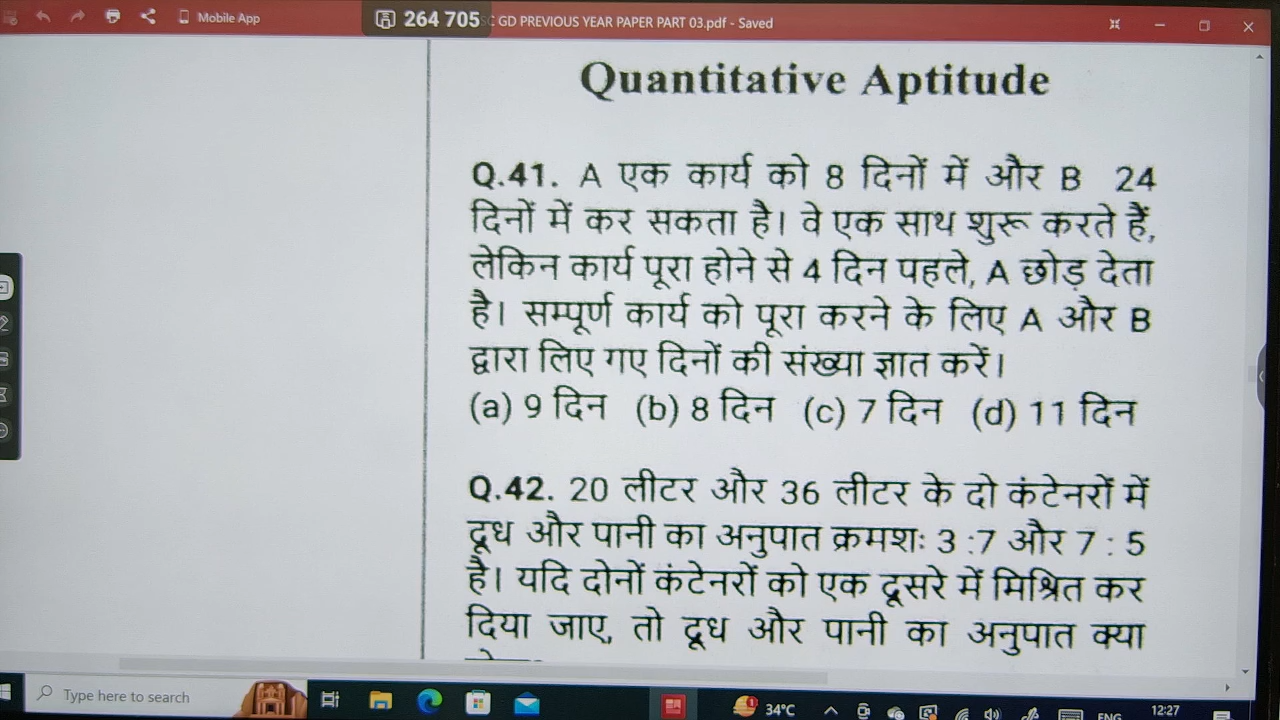 Mobile App
264 705
GD PREVIOUS YEAR PAPER PART 03.pdf - Saved
Quantitative Aptitude
Q.41. A एक कार्य को 8 दिनों में और B 24
दिनों में कर सकता है। वे एक साथ शुरू करते हैं,
लेकिन कार्य पूरा होने से 4 दिन पहले, A छोड़ देता
है। सम्पूर्ण कार्य को पूरा करने के लिए A और B
द्वारा लिए गए दिनों की संख्या ज्ञात करें।
(a) 9 दिन (b) 8 दिन (c) 7 दिन (d) 11 दिन
Q.42. 20 लीटर और 36 लीटर के दो कंटेनरों में
दूध और पानी का अनुपात क्रमशः 3 :7 और 7 : 5
है। यदि दोनों कंटेनरों को एक दूसरे में मिश्रित कर
दिया जाए, तो दूध और पानी का अनुपात क्या
Type here to search
34°C
ENG
12:27